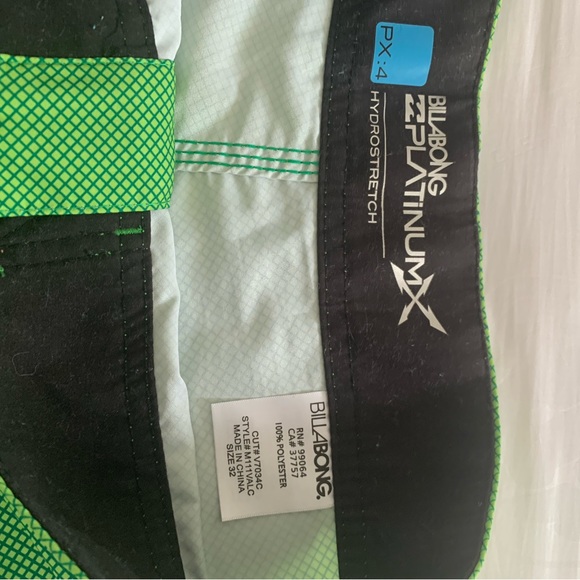 PX:4
BILLABONG
PLATINUM X
HYDROSTRETCH
BILLABONG.
RN# 99064
CA# 37757
100% POLYESTER
CUT# V7034C
STYLE# M111VALC
MADE IN CHINA
SIZE 32